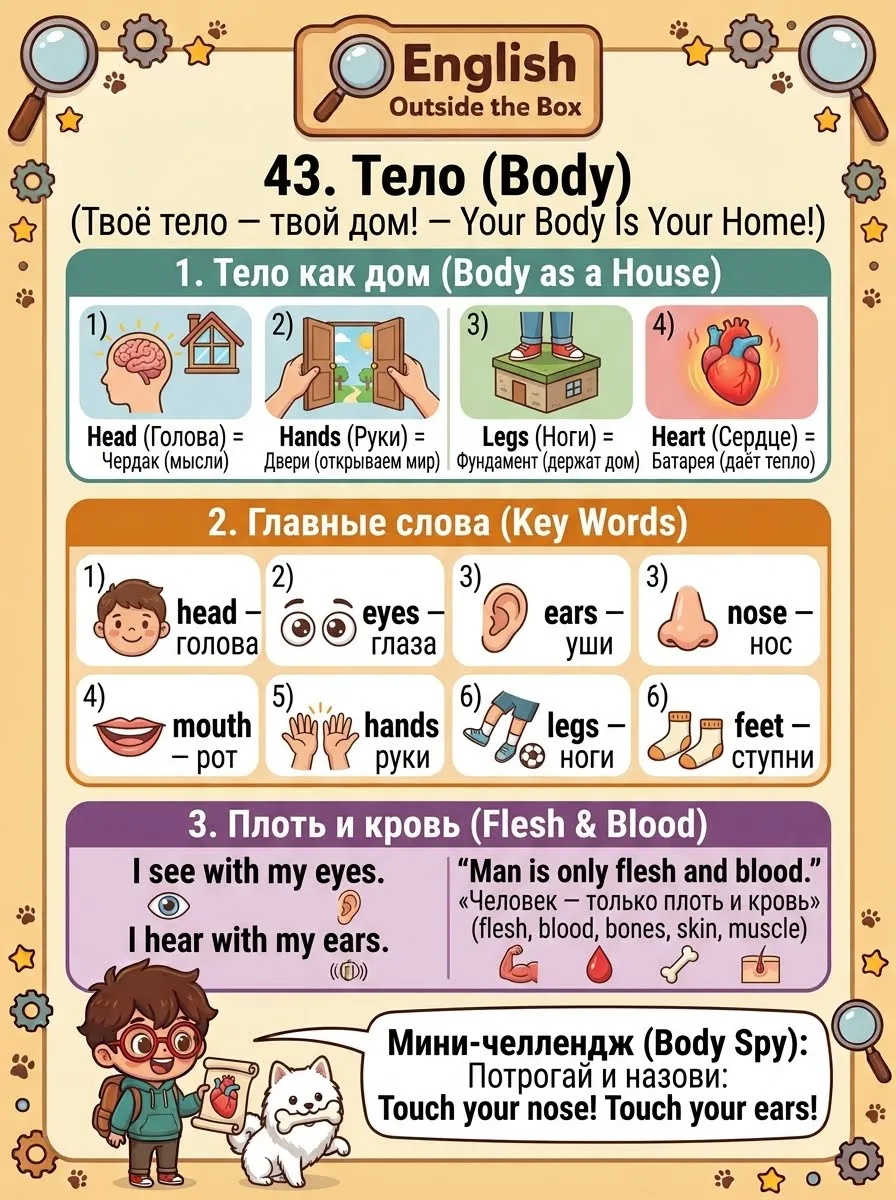 English
Outside the Box
43. Тело (Body)
(Твоё тело — твой дом! — Your Body Is Your Home!)
1. Тело как дом (Body as a House)
1)
2)
3)
4)
Head (Голова) =
Чердак (мысли)
Hands (Руки) =
Двери (открываем мир)
Legs (Ноги) =
Фундамент (держат дом)
Heart (Сердце) =
Батарея (даёт тепло)
2. Главные слова (Key Words)
1)
head –
голова
2)
eyes –
глаза
3)
ears –
уши
3)
nose –
нос
4)
mouth
– рот
5)
hands
руки
6)
legs –
ноги
6)
feet –
ступни
3. Плоть и кровь (Flesh & Blood)
I see with my eyes.
I hear with my ears.
“Man is only flesh and blood.”
«Человек — только плоть и кровь»
(flesh, blood, bones, skin, muscle)
Мини-челлендж (Body Spy):
Потрогай и назови:
Touch your nose! Touch your ears!